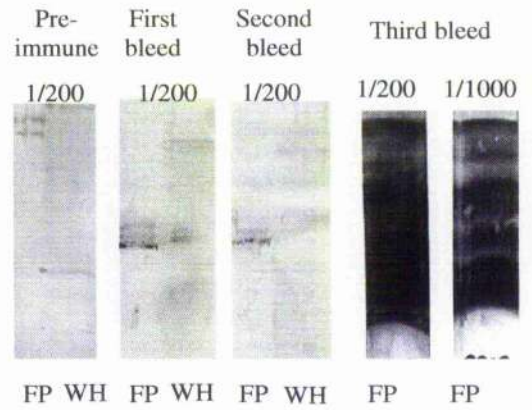 Pre-
immune
First
bleed
Second
bleed
Third bleed
1/200
1/200
1/200
1/200
1/1000
FP WH
FP WH
FP WH
FP
FP